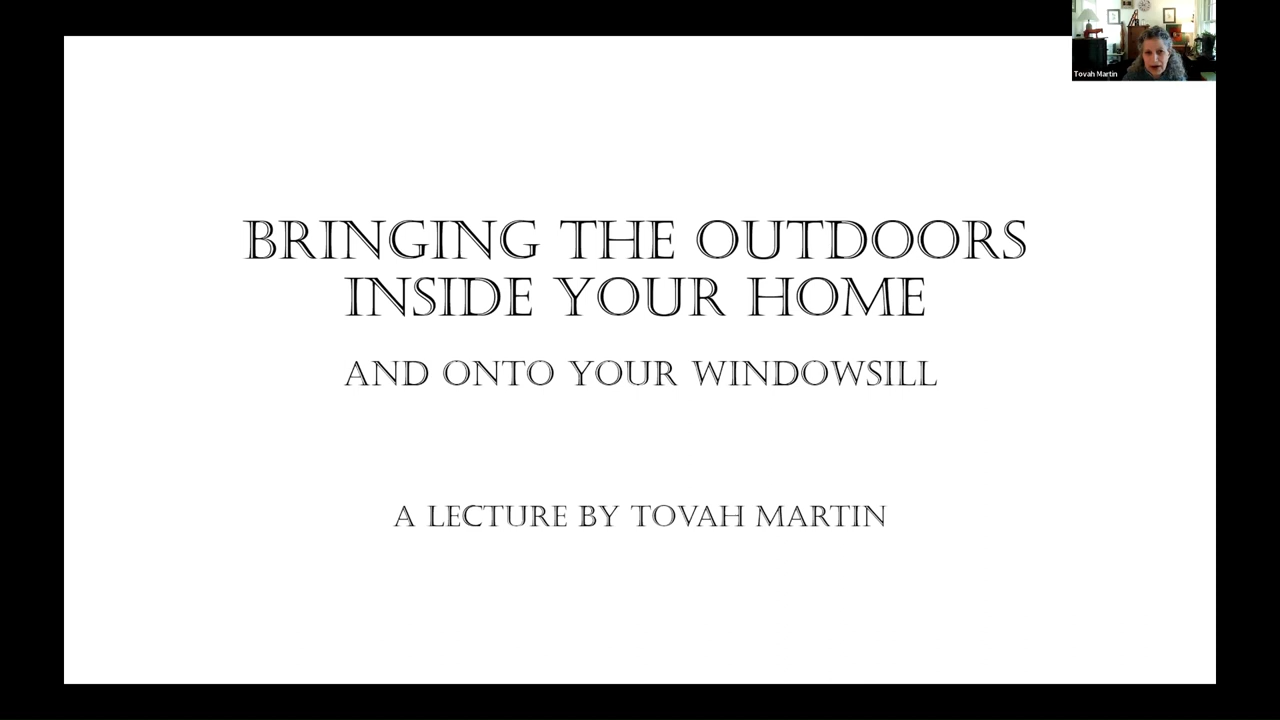 Tovah Martin
BRINGING THE OUTDOORS
INSIDE YOUR HOME
AND ONTO YOUR WINDOWSILL
A LECTURE BY TOVAH MARTIN